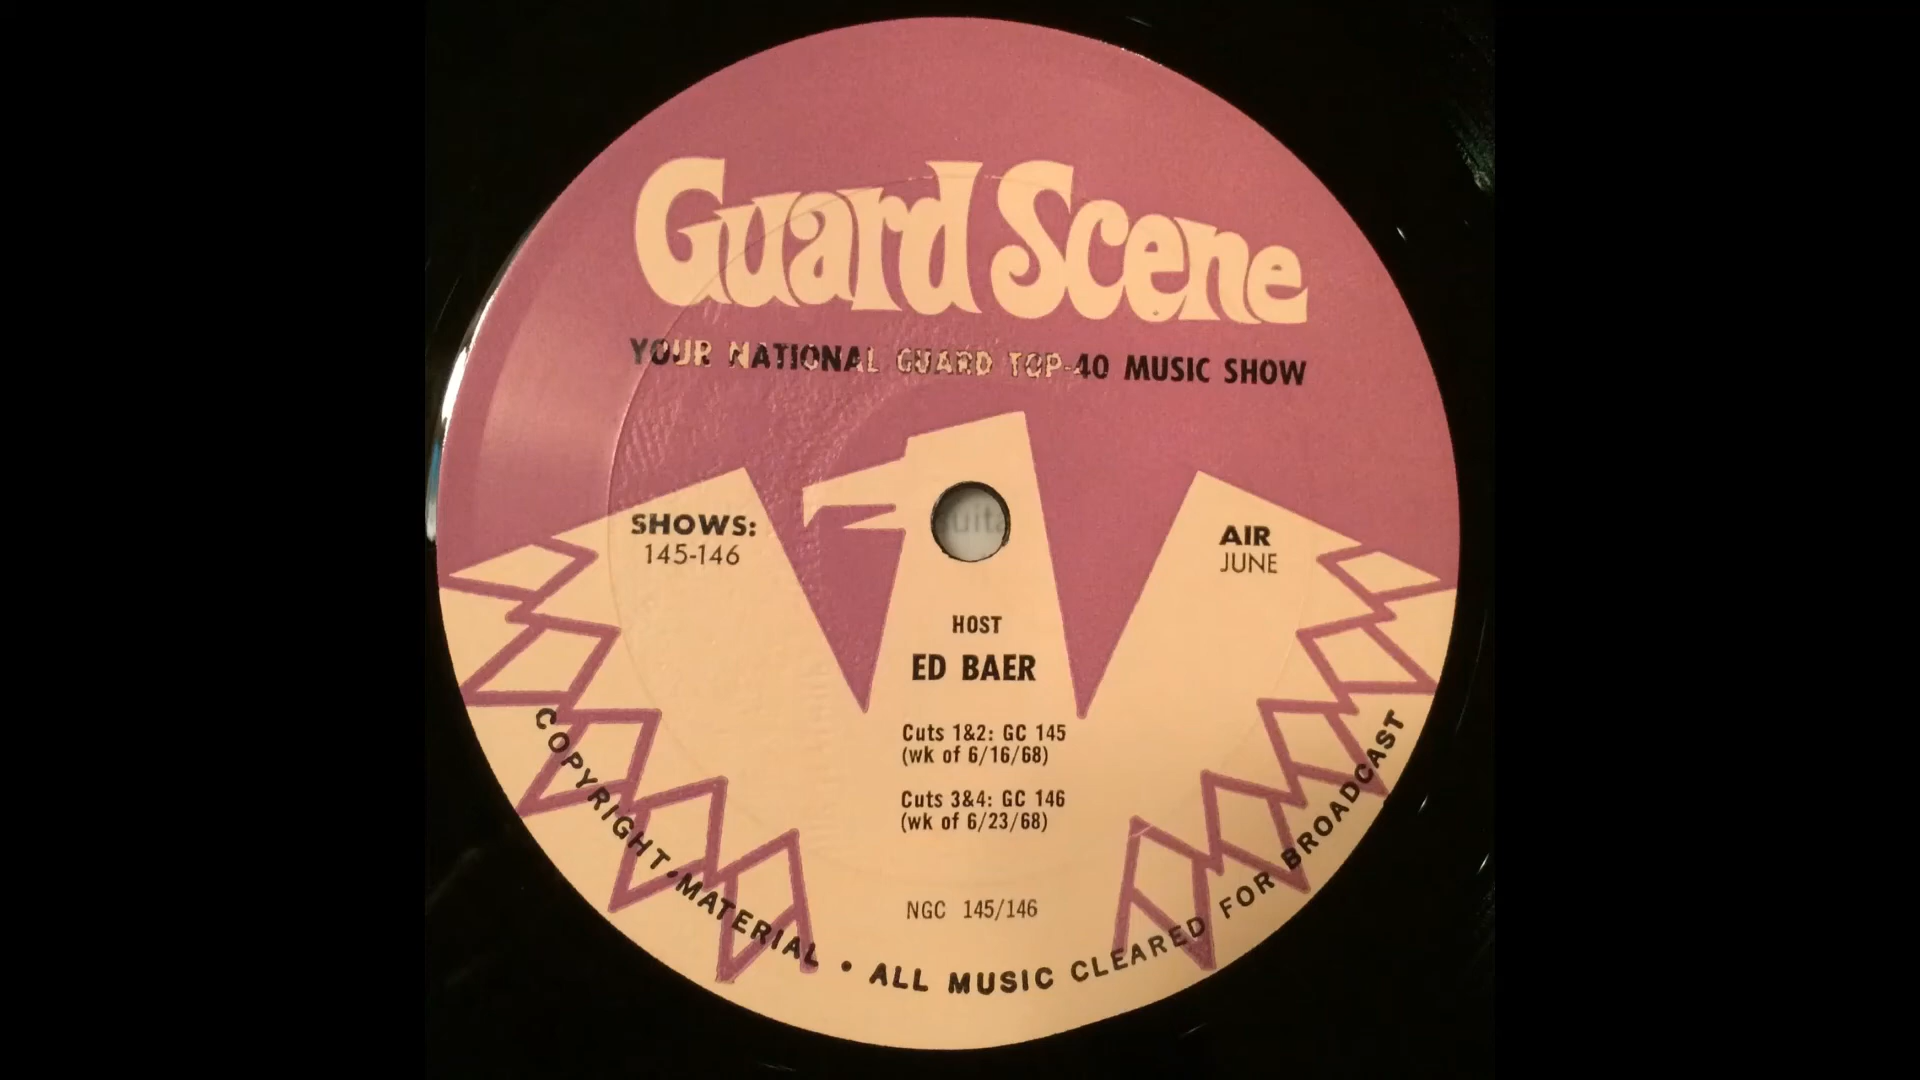 Guard Scene
YOUR NATIONAL GUARD TOP-40 MUSIC SHOW
SHOWS:
145-146
AIR
JUNE
HOST
ED BAER
Cuts 1&2: GC 145
(wk of 6/16/68)
Cuts 3&4: GC 146
(wk of 6/23/68)
NGC 145/146
COPYRIGHT • MATERIAL • ALL MUSIC CLEARED FOR BROADCAST